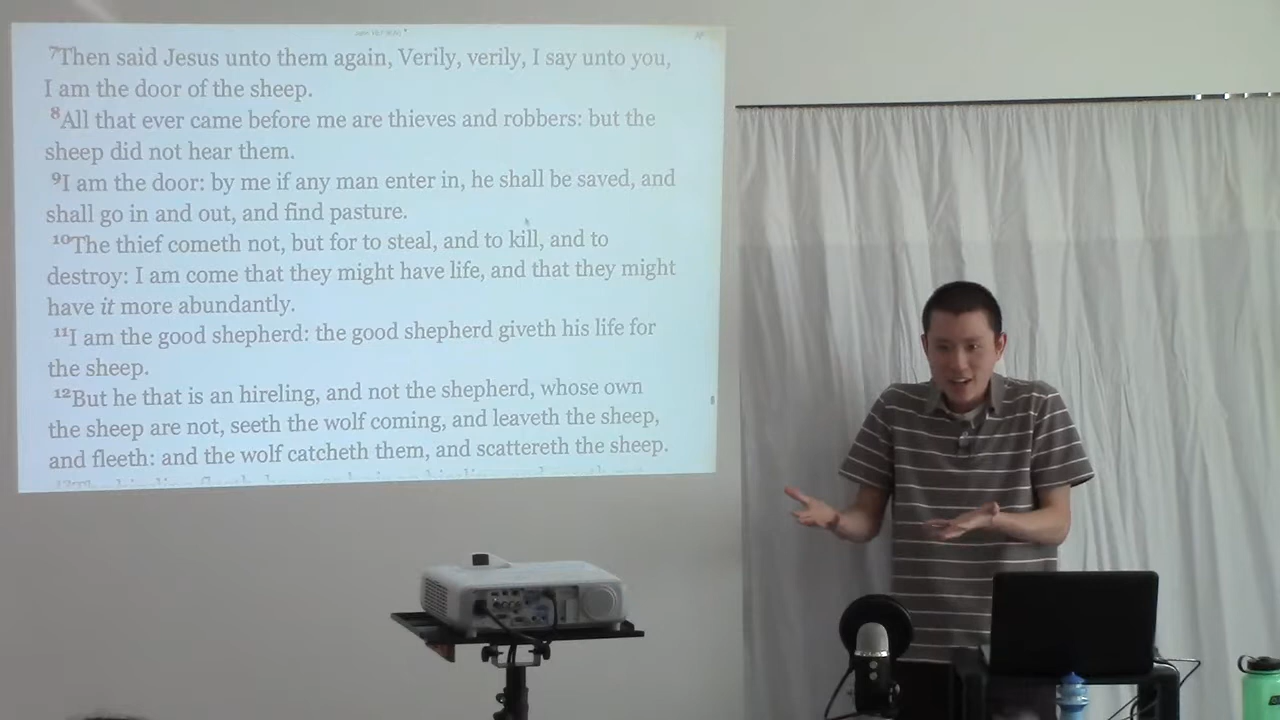 ⁷Then said Jesus unto them again, Verily, verily, I say unto you,
I am the door of the sheep.
⁸All that ever came before me are thieves and robbers: but the
sheep did not hear them.
⁹I am the door: by me if any man enter in, he shall be saved, and
shall go in and out, and find pasture.
¹⁰The thief cometh not, but for to steal, and to kill, and to
destroy: I am come that they might have life, and that they might
have it more abundantly.
¹¹I am the good shepherd: the good shepherd giveth his life for
the sheep.
¹²But he that is an hireling, and not the shepherd, whose own
the sheep are not, seeth the wolf coming, and leaveth the sheep,
and fleeth: and the wolf catcheth them, and scattereth the sheep.